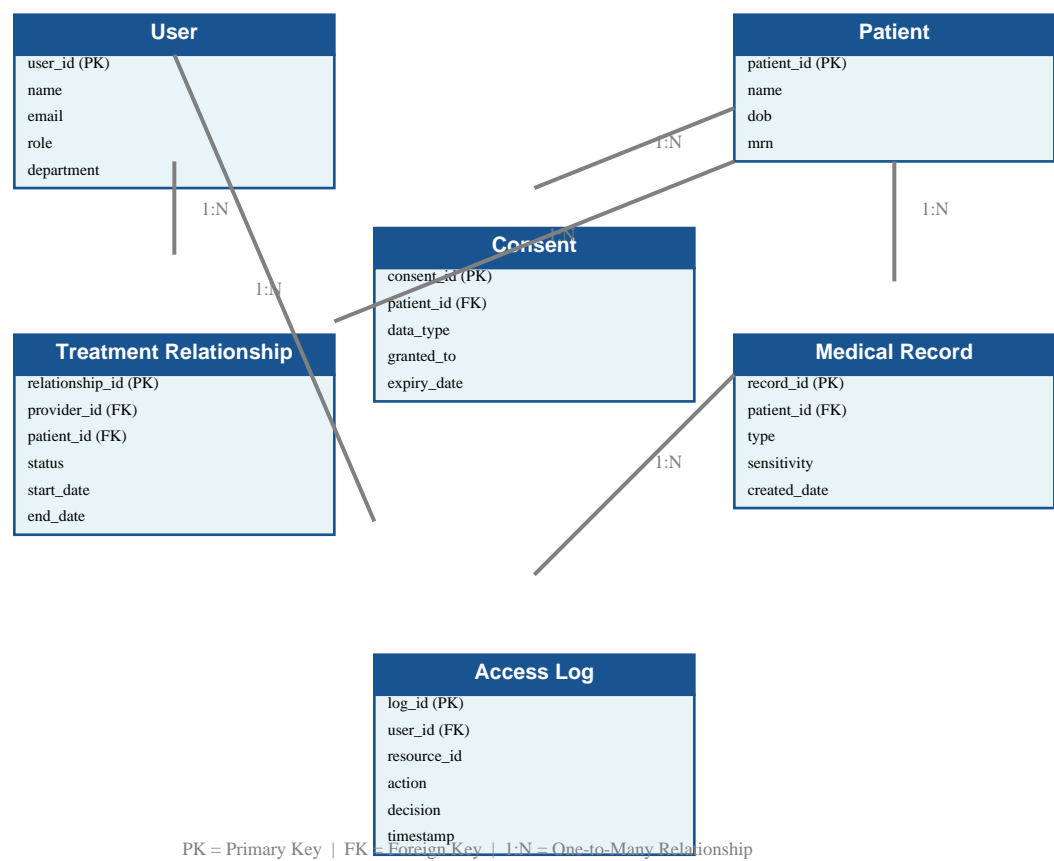 User
user_id (PK)
name
email
role
department
Patient
patient_id (PK)
name
dob
mrn
1:N
1:N
1:N
1:N
1:N
Consent
consent_id (PK)
patient_id (FK)
data_type
granted_to
expiry_date
Treatment Relationship
relationship_id (PK)
provider_id (FK)
patient_id (FK)
status
start_date
end_date
Medical Record
record_id (PK)
patient_id (FK)
type
sensitivity
created_date
1:N
Access Log
log_id (PK)
user_id (FK)
resource_id
action
decision
timestamp
PK = Primary Key | FK = Foreign Key | 1:N = One-to-Many Relationship